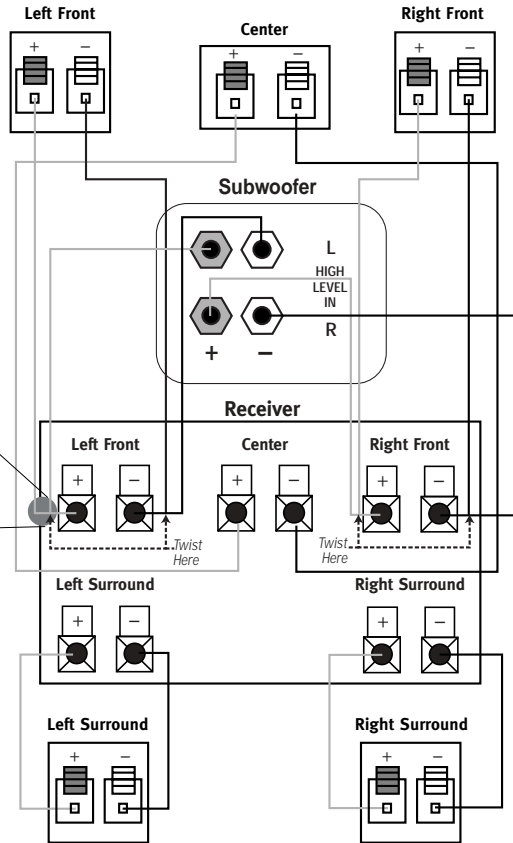 Left Front
Center
Right Front
+ −
+ −
+ −
Subwoofer
L
HIGH
LEVEL
IN
R
+ −
Receiver
Left Front
Center
Right Front
+ −
+ −
+ −
Twist
Here
Twist
Here
Left Surround
Right Surround
+ −
+ −
Left Surround
Right Surround
+ −
+ −